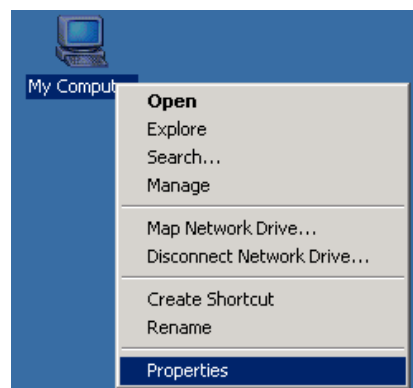 My Comput
Open
Explore
Search...
Manage
Map Network Drive...
Disconnect Network Drive...
Create Shortcut
Rename
Properties